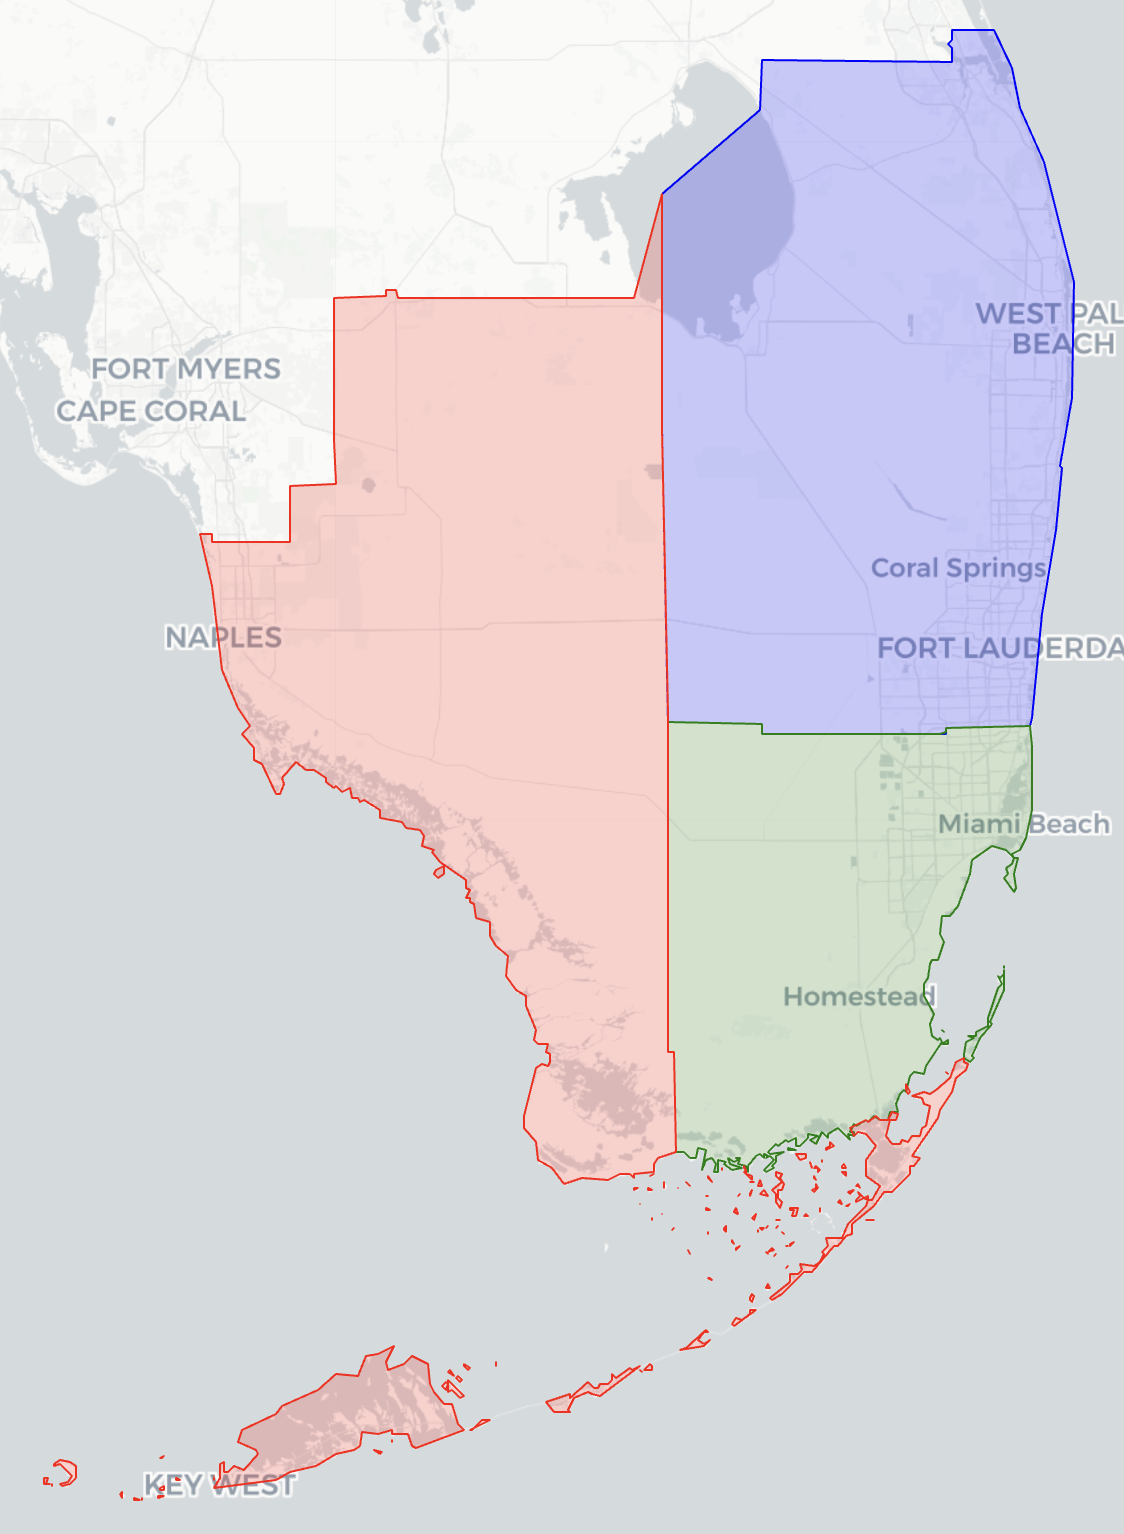 WEST PAL
BEACH
FORT MYERS
CAPE CORAL
Coral Springs
NAPLES
FORT LAUDERDA
Miami Beach
Homestead
KEY WEST